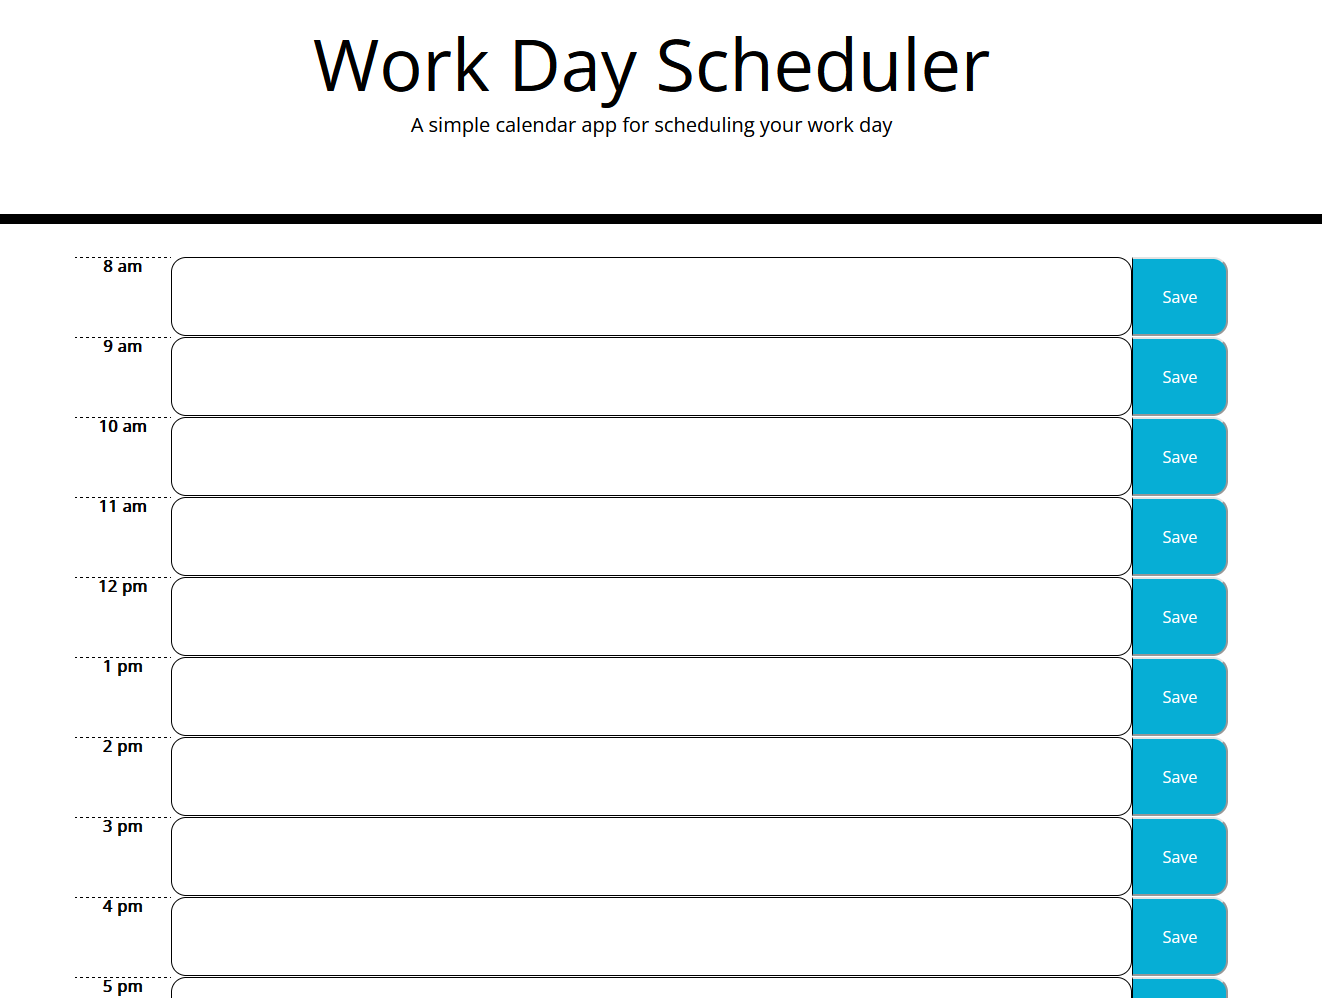 Work Day Scheduler
A simple calendar app for scheduling your work day
8 am
Save
9 am
Save
10 am
Save
11 am
Save
12 pm
Save
1 pm
Save
2 pm
Save
3 pm
Save
4 pm
Save
5 pm